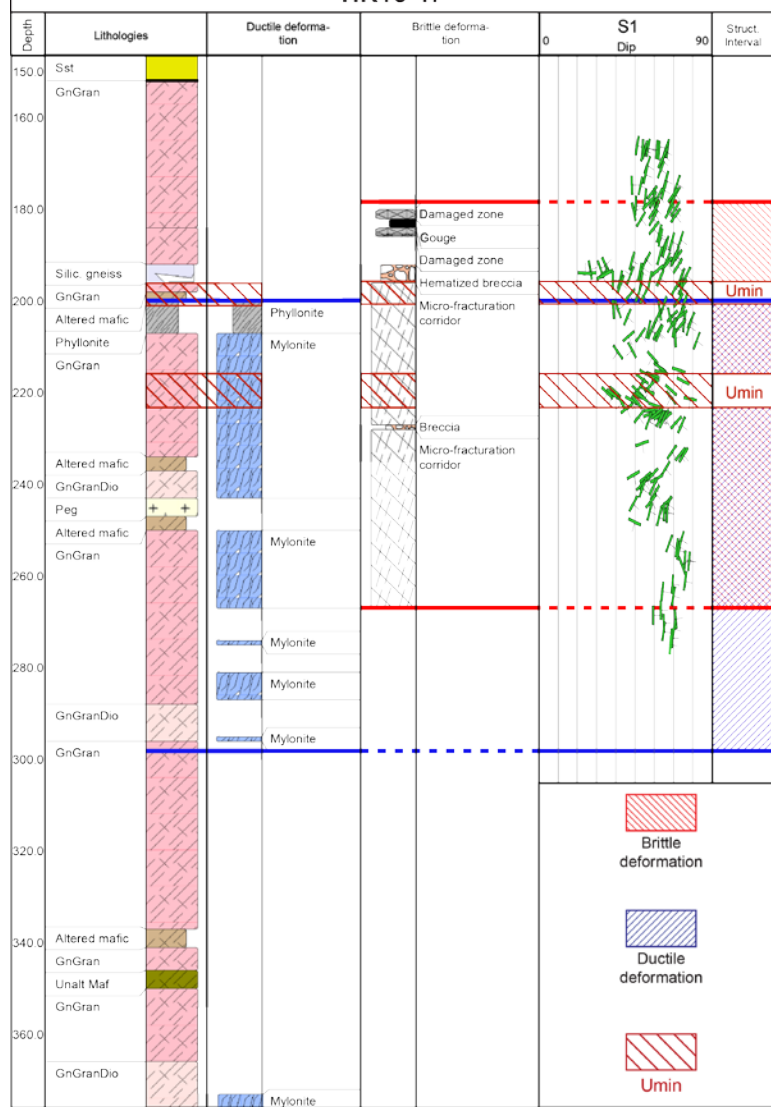 Depth
Lithologies
Ductile deforma-
tion
Brittle deforma-
tion
S1
0
Dip
90
Struct.
Interval
150.0
160.0
180.0
200.0
220.0
240.0
260.0
280.0
300.0
320.0
340.0
360.0
Sst
GnGran
Silic. gneiss
GnGran
Altered mafic
Phyllonite
GnGran
Altered mafic
GnGranDio
Peg
Altered mafic
GnGran
GnGranDio
GnGran
Altered mafic
GnGran
Unalt Maf
GnGran
GnGranDio
Phyllonite
Mylonite
Mylonite
Mylonite
Mylonite
Mylonite
Mylonite
Damaged zone
Gouge
Damaged zone
Hematized breccia
Micro-fracturation
corridor
Breccia
Micro-fracturation
corridor
Umin
Umin
Brittle
deformation
Ductile
deformation
Umin